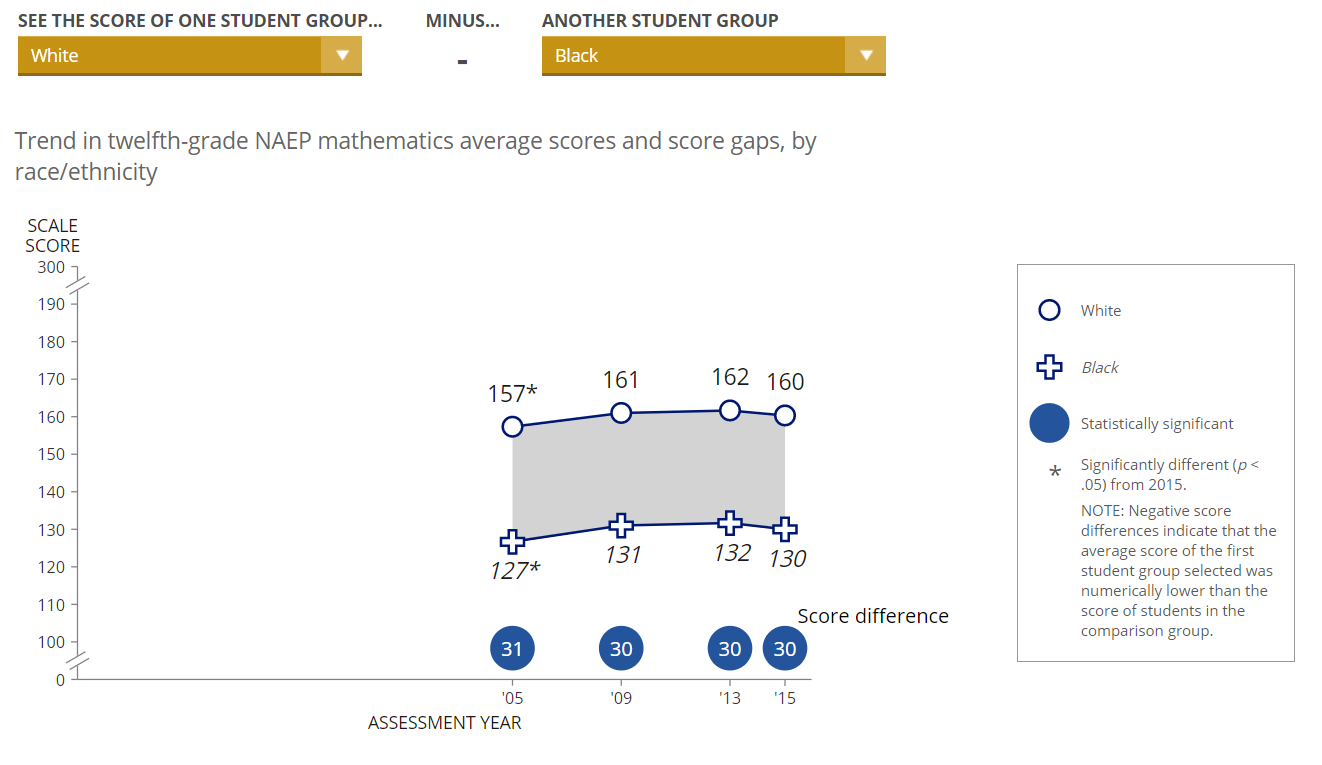 SEE THE SCORE OF ONE STUDENT GROUP... MINUS... ANOTHER STUDENT GROUP
White - Black
Trend in twelfth-grade NAEP mathematics average scores and score gaps, by
race/ethnicity
SCALE
SCORE
300
190
180
170
160
150
140
130
120
110
100
0
157* 161 162 160
127* 131 132 130
Score difference
31 30 30 30
'05 '09 '13 '15
ASSESSMENT YEAR
White
Black
Statistically significant
* Significantly different (p <
.05) from 2015.
NOTE: Negative score
differences indicate that the
average score of the first
student group selected was
numerically lower than the
score of students in the
comparison group.